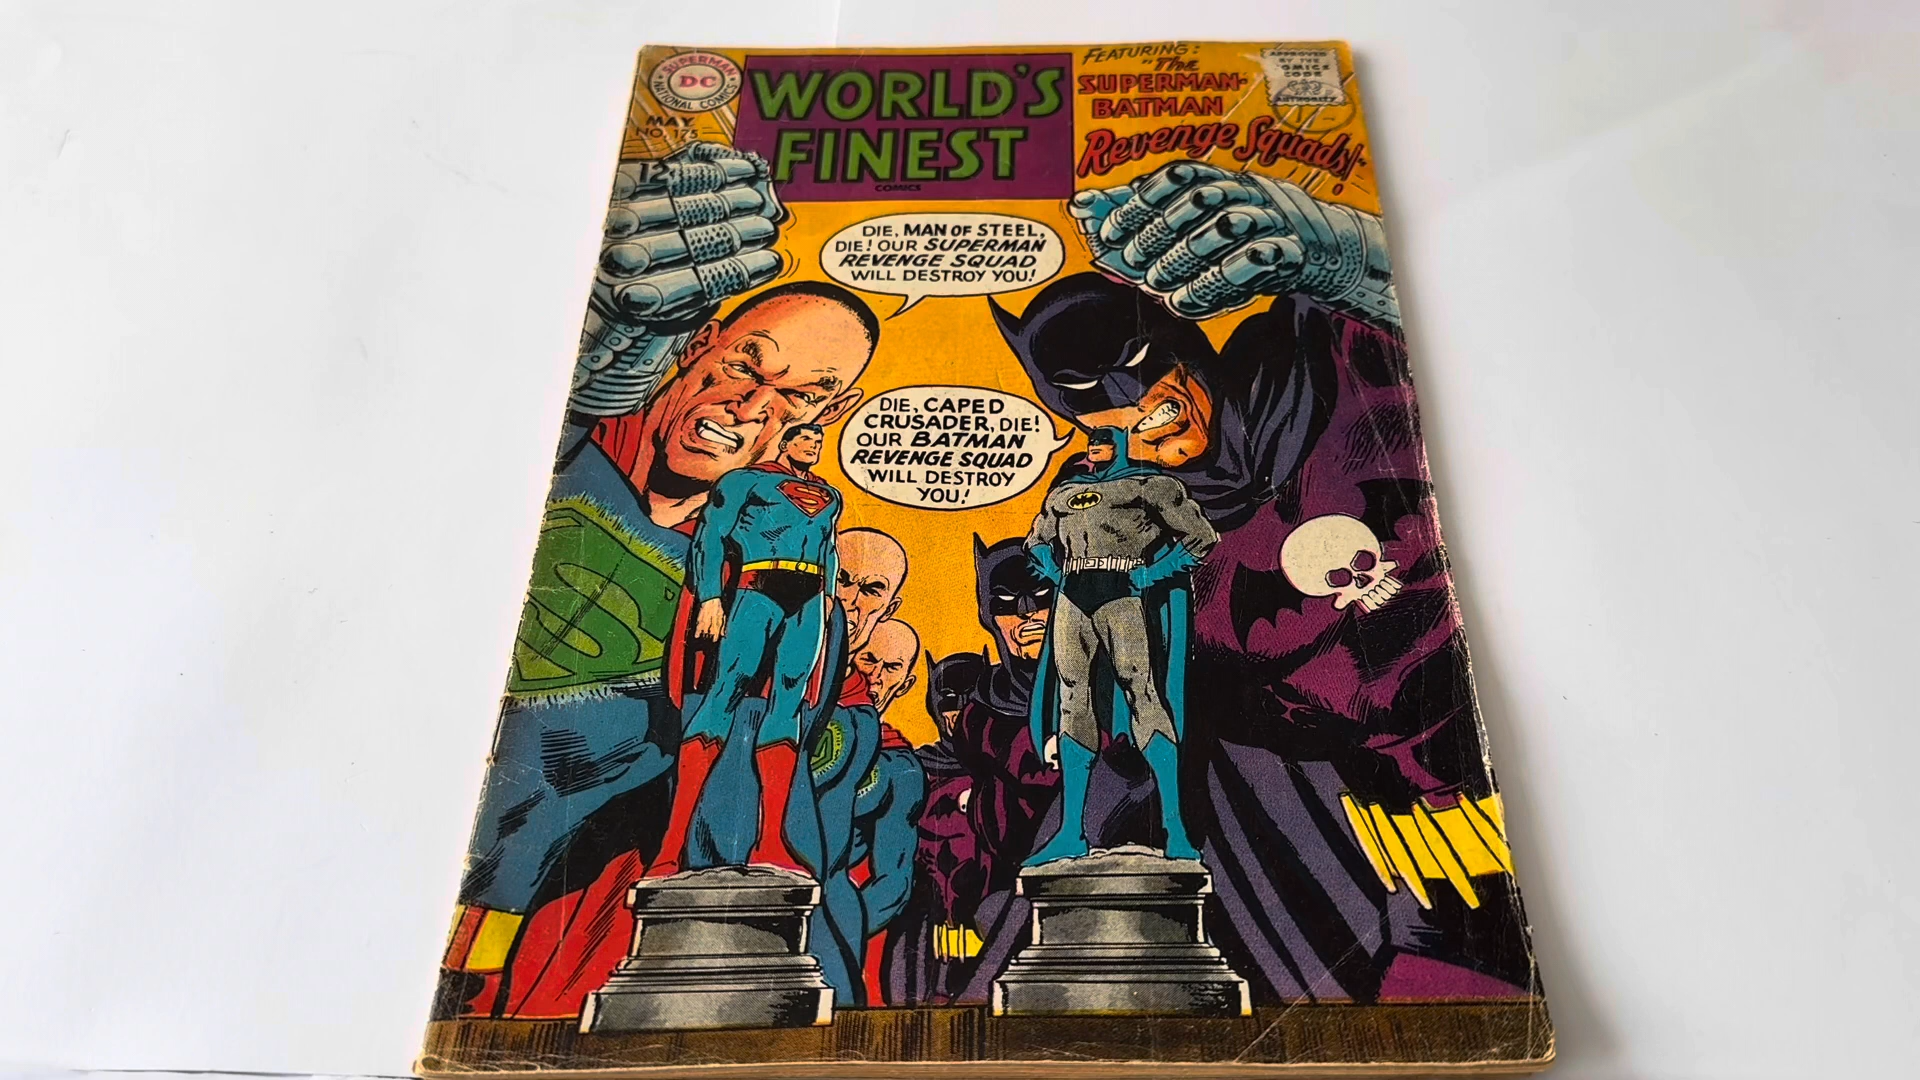 SUPERMAN
DC
NATIONAL COMICS
MAY
NO. 175
12¢
WORLD'S
FINEST
COMICS
FEATURING:
"The
SUPERMAN-
BATMAN
Revenge Squads!"
APPROVED
BY THE
COMICS
CODE
AUTHORITY
DIE, MAN OF STEEL,
DIE! OUR SUPERMAN
REVENGE SQUAD
WILL DESTROY YOU!
DIE, CAPED
CRUSADER, DIE!
OUR BATMAN
REVENGE SQUAD
WILL DESTROY
YOU!